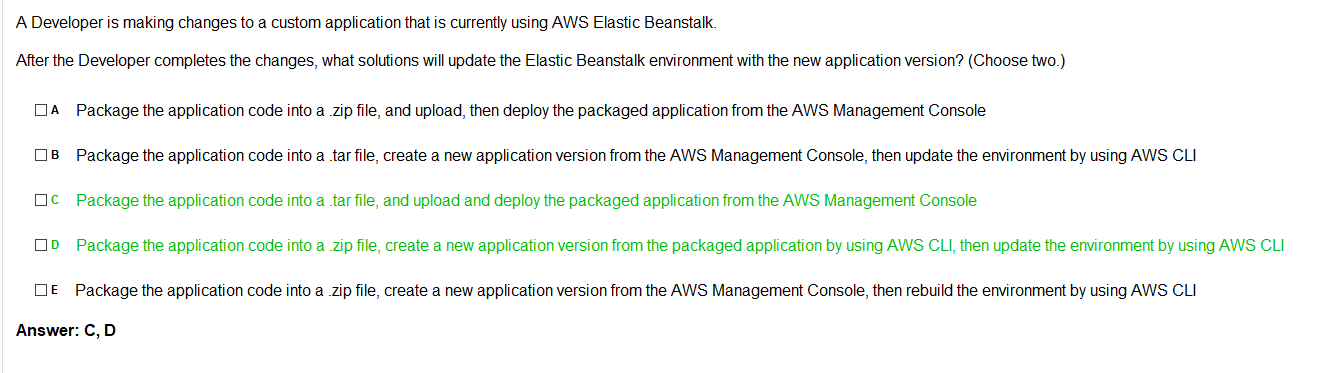 A Developer is making changes to a custom application that is currently using AWS Elastic Beanstalk.
After the Developer completes the changes, what solutions will update the Elastic Beanstalk environment with the new application version? (Choose two.)
A Package the application code into a .zip file, and upload, then deploy the packaged application from the AWS Management Console
B Package the application code into a .tar file, create a new application version from the AWS Management Console, then update the environment by using AWS CLI
C Package the application code into a .tar file, and upload and deploy the packaged application from the AWS Management Console
D Package the application code into a .zip file, create a new application version from the packaged application by using AWS CLI, then update the environment by using AWS CLI
E Package the application code into a .zip file, create a new application version from the AWS Management Console, then rebuild the environment by using AWS CLI
Answer: C, D